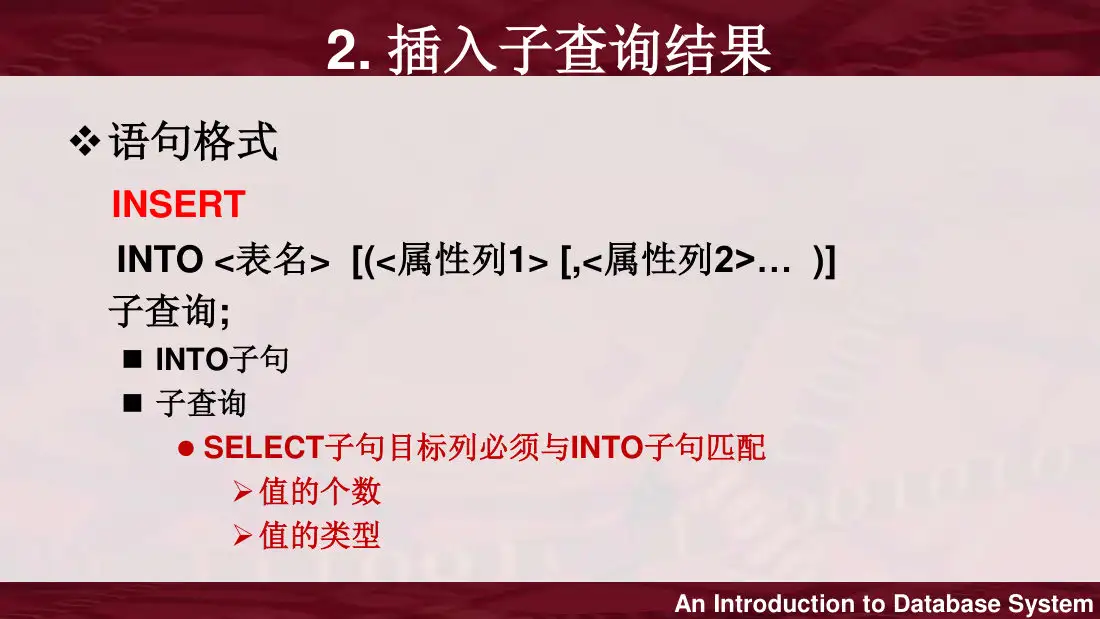 2. 插入子查询结果
❖语句格式
INSERT
INTO <表名> [(<属性列1> [,<属性列2>… )]
子查询;
■ INTO子句
■ 子查询
● SELECT子句目标列必须与INTO子句匹配
➢值的个数
➢值的类型
An Introduction to Database System